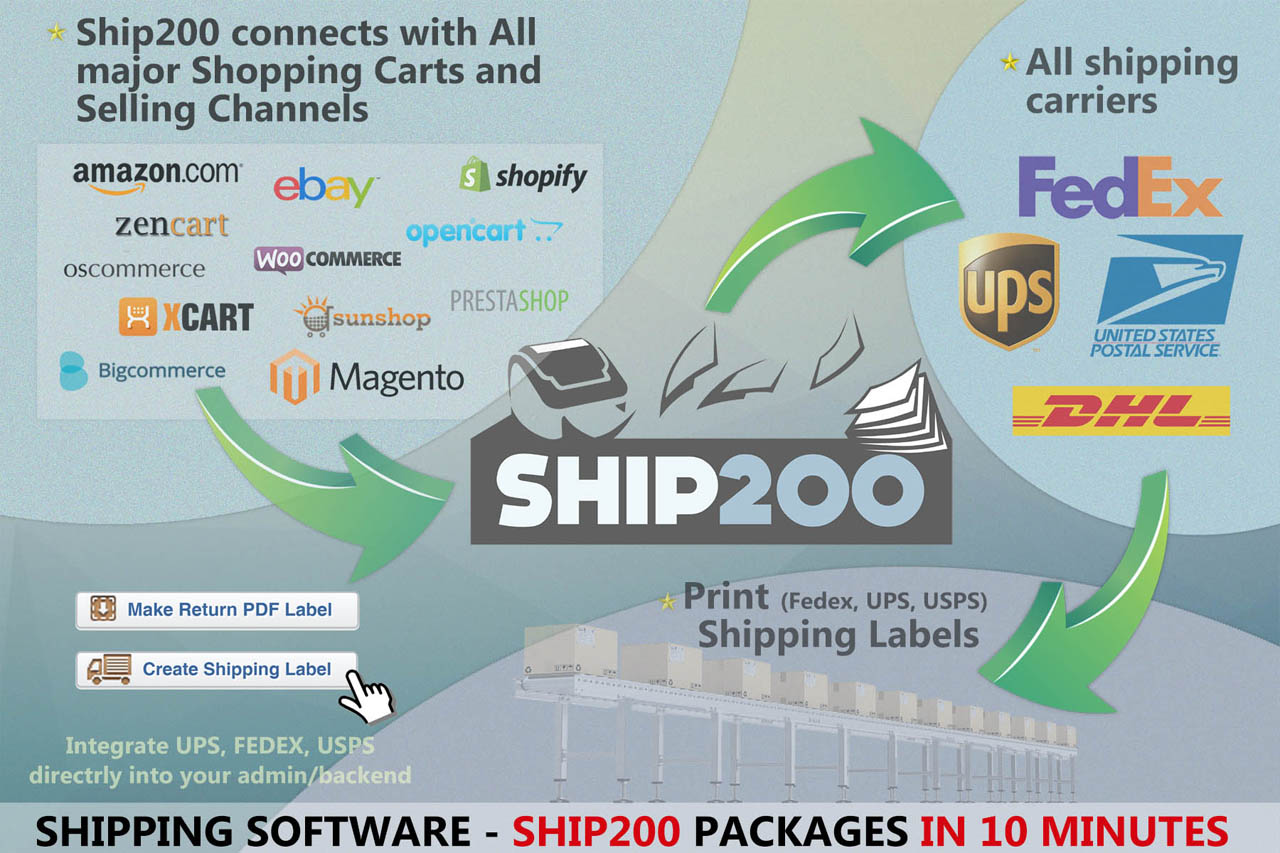 Ship200 connects with All
major Shopping Carts and
Selling Channels
amazon.com
ebay
shopify
zencart
opencart
oscommerce
WOO COMMERCE
XCART
sunshop
PRESTASHOP
Bigcommerce
Magento
All shipping
carriers
FedEx
ups
UNITED STATES
POSTAL SERVICE
DHL
SHIP200
Print (Fedex, UPS, USPS)
Shipping Labels
Make Return PDF Label
Create Shipping Label
Integrate UPS, FEDEX, USPS
directrly into your admin/backend
SHIPPING SOFTWARE - SHIP200 PACKAGES IN 10 MINUTES